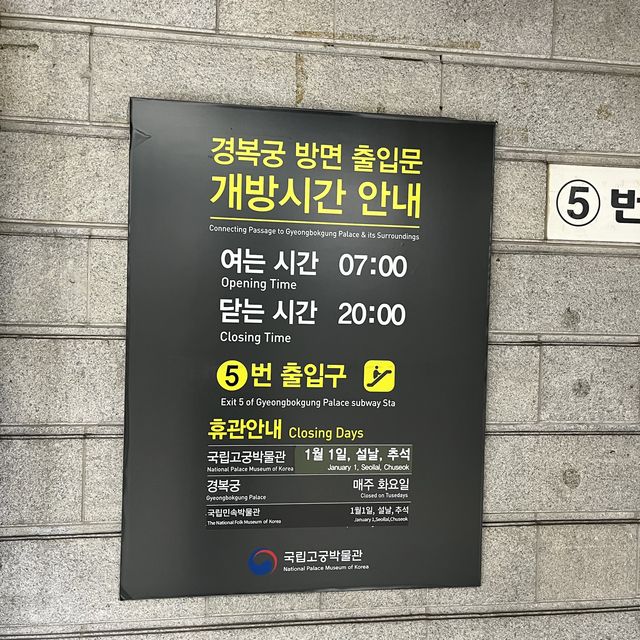 경복궁 방면 출입문
개방시간 안내
Connecting Passage to Gyeongbokgung Palace & its Surroundings
여는 시간 07:00
Opening Time
닫는 시간 20:00
Closing Time
5번 출입구
Exit 5 of Gyeongbokgung Palace subway Sta
휴관안내 Closing Days
국립고궁박물관 1월 1일, 설날, 추석
National Palace Museum of Korea January 1, Seollal, Chuseok
경복궁 매주 화요일
Gyeongbokgung Palace Closed on Tusedays
국립민속박물관 1월1일, 설날, 추석
The National Folk Museum of Korea January1,Seollal,Chuseok
국립고궁박물관
National Palace Museum of Korea
5 번